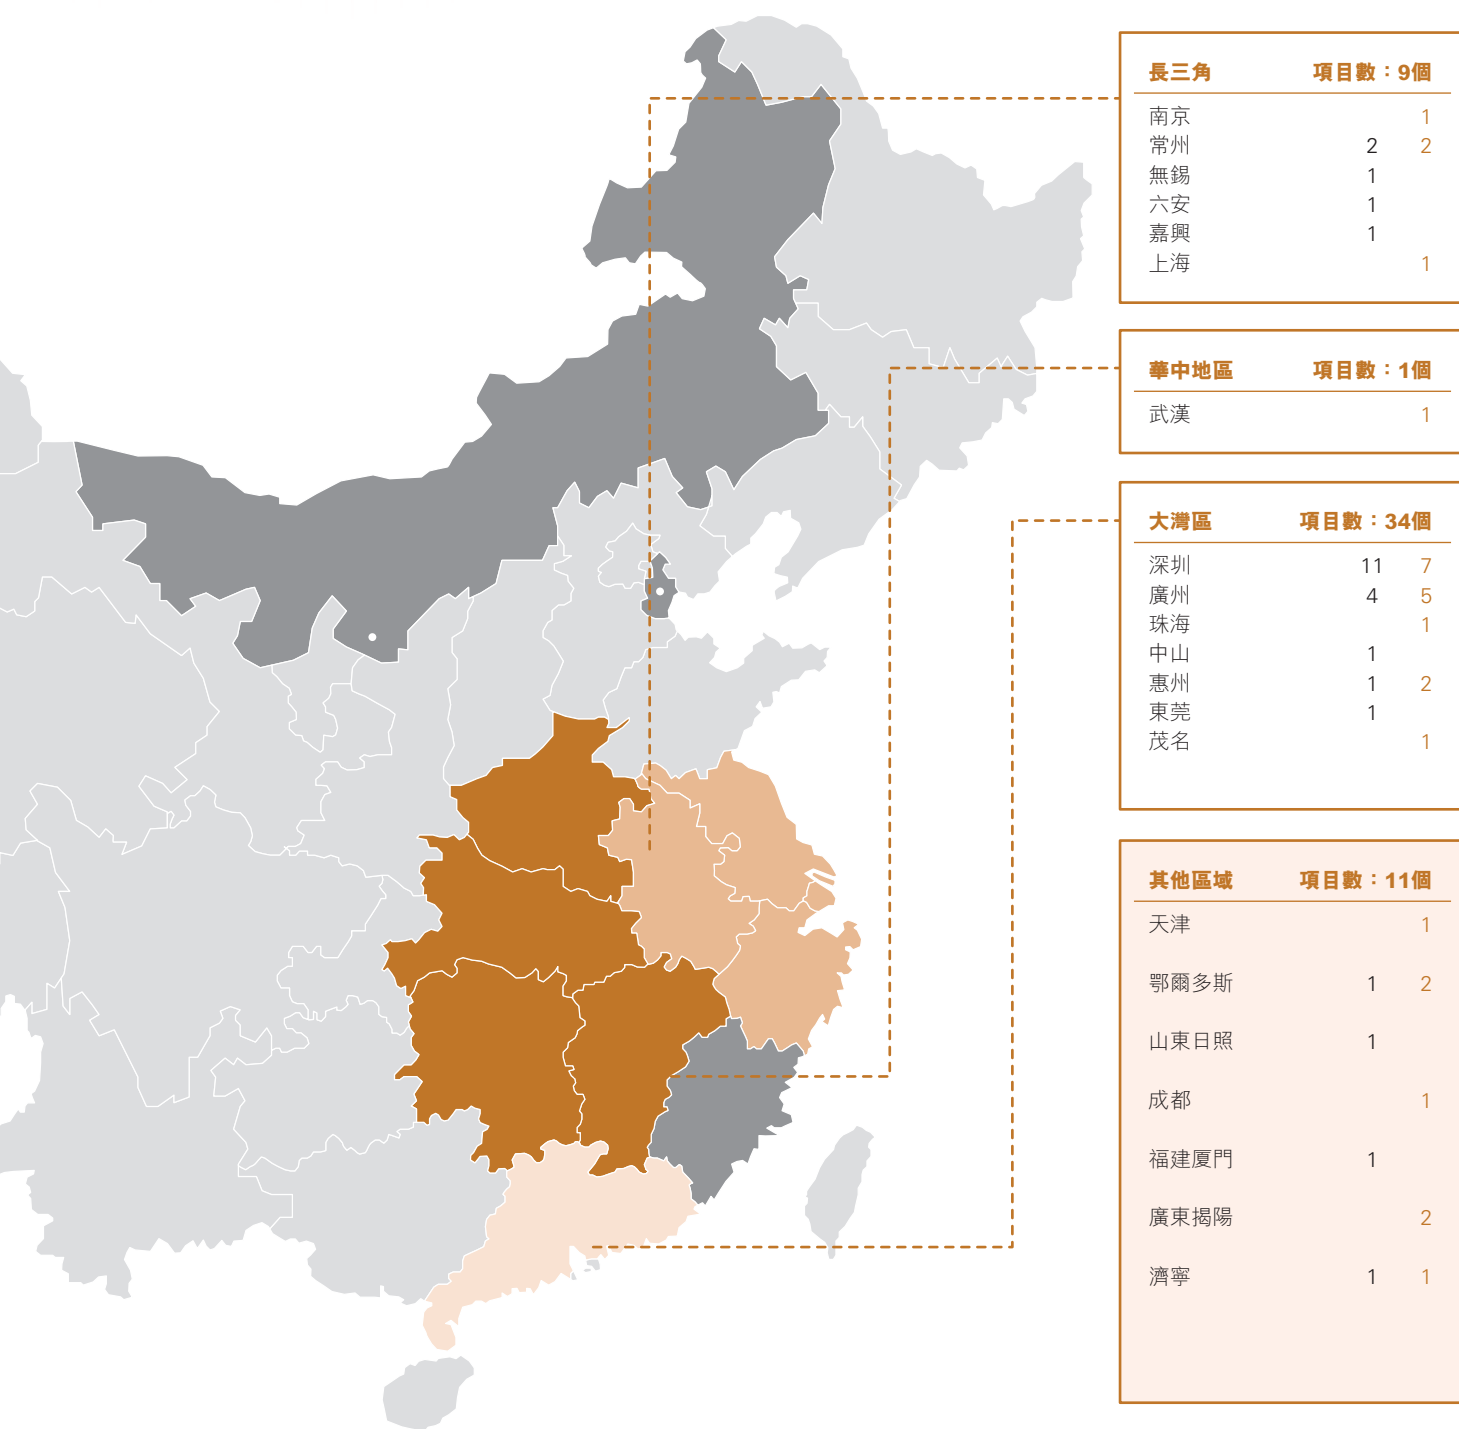 長三角 項目數：9個
南京 1
常州 2 2
無錫 1
六安 1
嘉興 1
上海 1
華中地區 項目數：1個
武漢 1
大灣區 項目數：34個
深圳 11 7
廣州 4 5
珠海 1
中山 1
惠州 1 2
東莞 1
茂名 1
其他區域 項目數：11個
天津 1
鄂爾多斯 1 2
山東日照 1
成都 1
福建厦門 1
廣東揭陽 2
濟寧 1 1